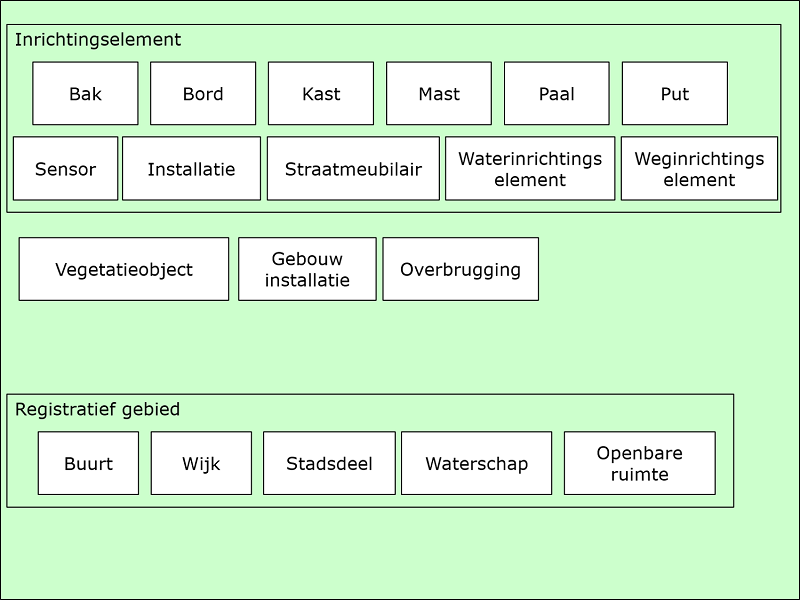 Inrichtingselement
Bak
Bord
Kast
Mast
Paal
Put
Sensor
Installatie
Straatmeubilair
Waterinrichtings
element
Weginrichtings
element
Vegetatieobject
Gebouw
installatie
Overbrugging
Registratief gebied
Buurt
Wijk
Stadsdeel
Waterschap
Openbare
ruimte